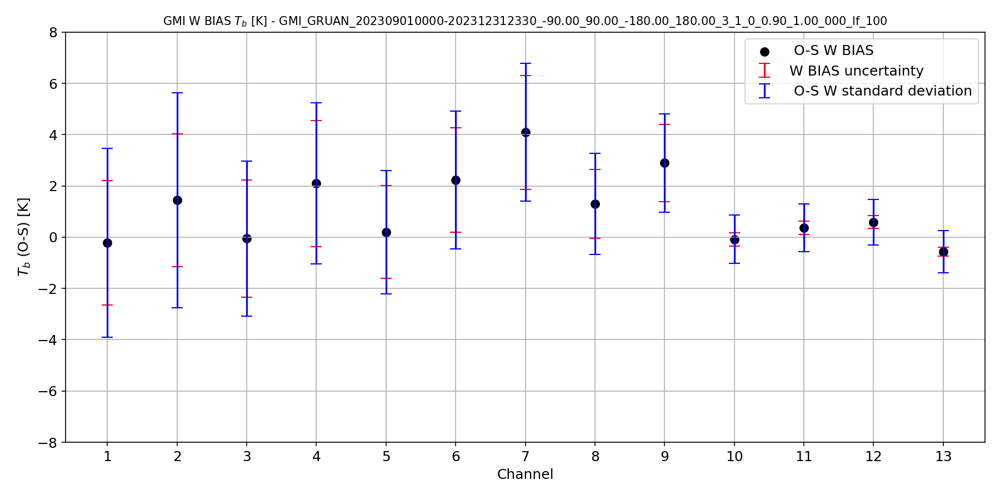 GMI W BIAS T_b [K] - GMI_GRUAN_202309010000-202312312330_-90.00_90.00_-180.00_180.00_3_1_0_0.90_1.00_000_lf_100
O-S W BIAS
W BIAS uncertainty
O-S W standard deviation
T_b (O-S) [K]
8
6
4
2
0
−2
−4
−6
−8
1 2 3 4 5 6 7 8 9 10 11 12 13
Channel